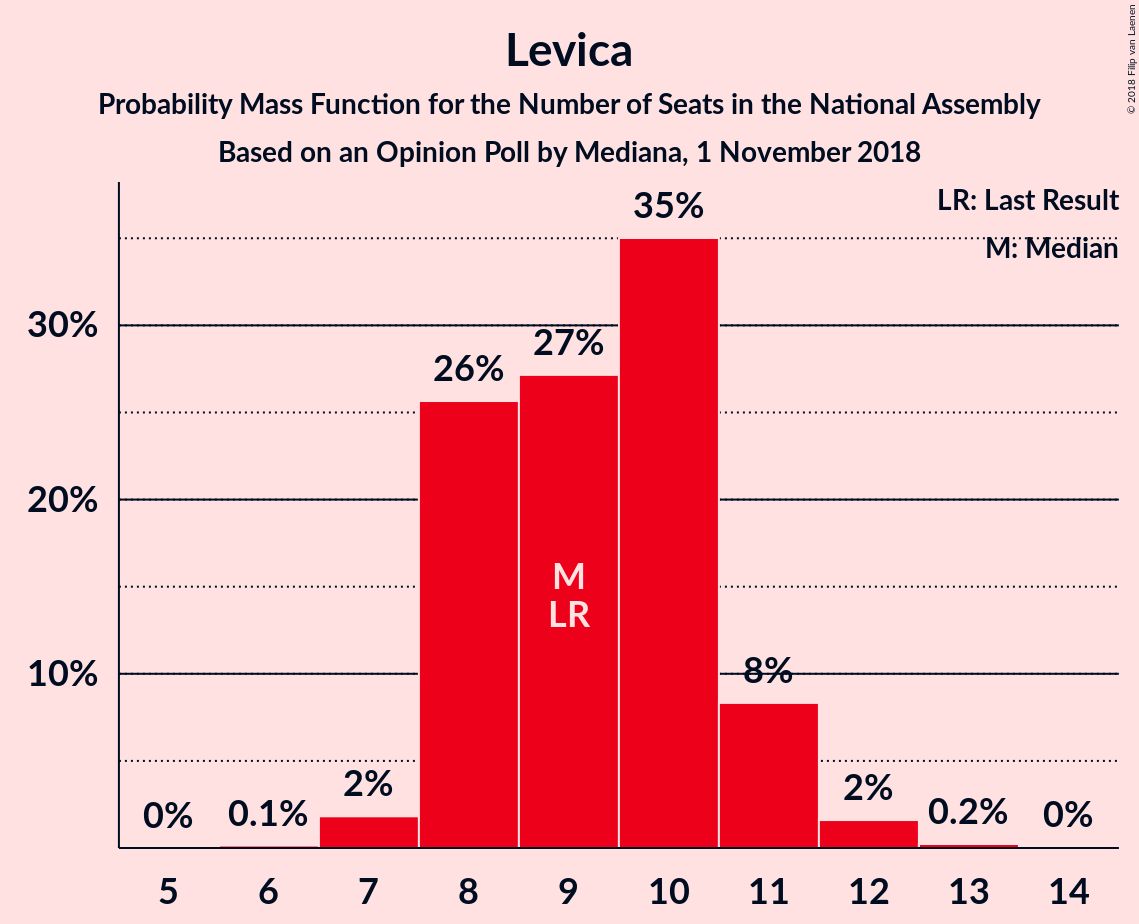 Levica
Probability Mass Function for the Number of Seats in the National Assembly
Based on an Opinion Poll by Mediana, 1 November 2018
© 2018 Filip van Laenen
LR: Last Result
M: Median
35%
30%
27%
26%
20%
M
LR
10%
8%
2%
2%
0%
0.1%
0.2%
0%
5 6 7 8 9 10 11 12 13 14